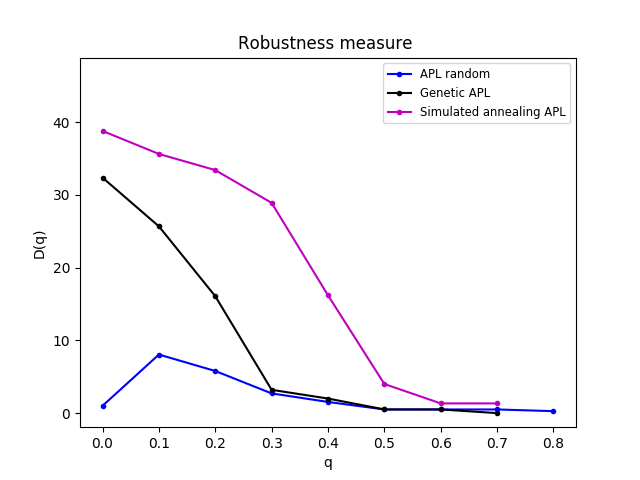 Robustness measure
APL random
Genetic APL
Simulated annealing APL
40
30
20
10
0
D(q)
0.0 0.1 0.2 0.3 0.4 0.5 0.6 0.7 0.8
q